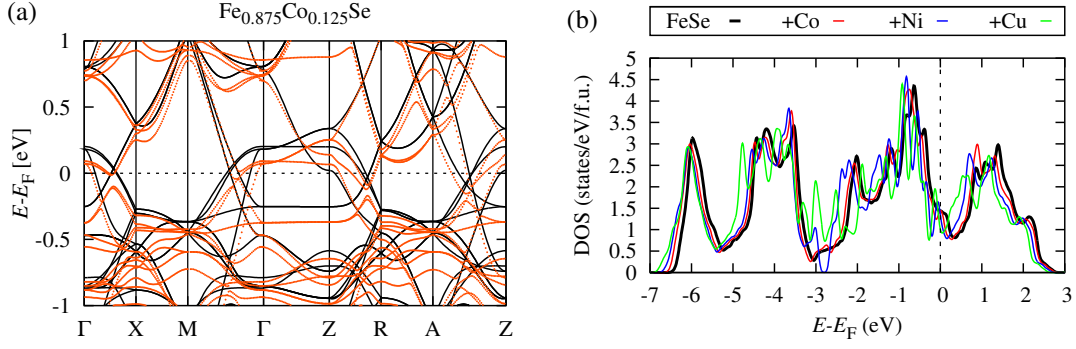 (a)
Fe0.875Co0.125Se
1
0.5
0
-0.5
-1
E-EF [eV]
Γ X M Γ Z R A Z
(b)
FeSe +Co +Ni +Cu
5
4.5
3.5
3
2.5
2
1.5
1
0.5
0
DOS (states/eV/f.u.)
-7 -6 -5 -4 -3 -2 -1 0 1 2 3
E-EF (eV)